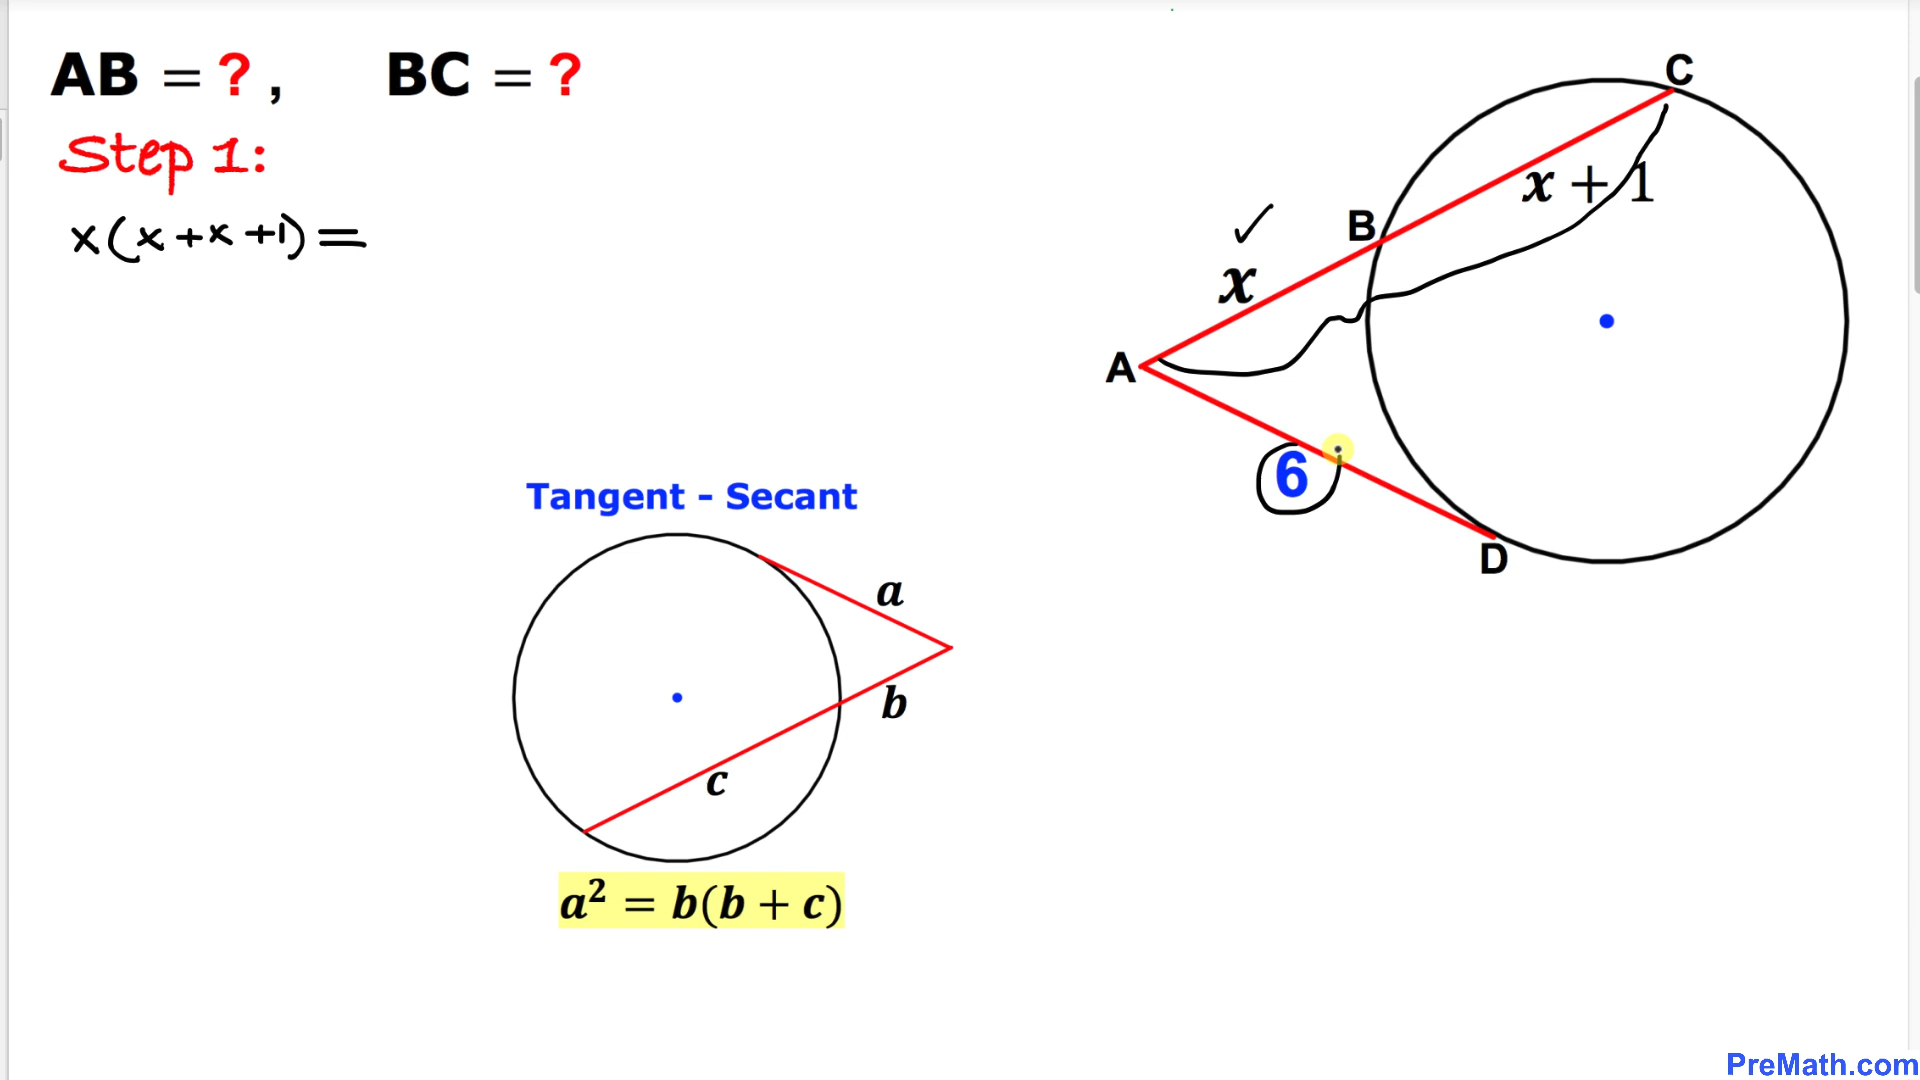 AB = ? , BC = ?
Step 1:
x(x+x+1)=
C
x + 1
B
x
A
6
D
Tangent - Secant
a
b
c
a² = b(b + c)
PreMath.com